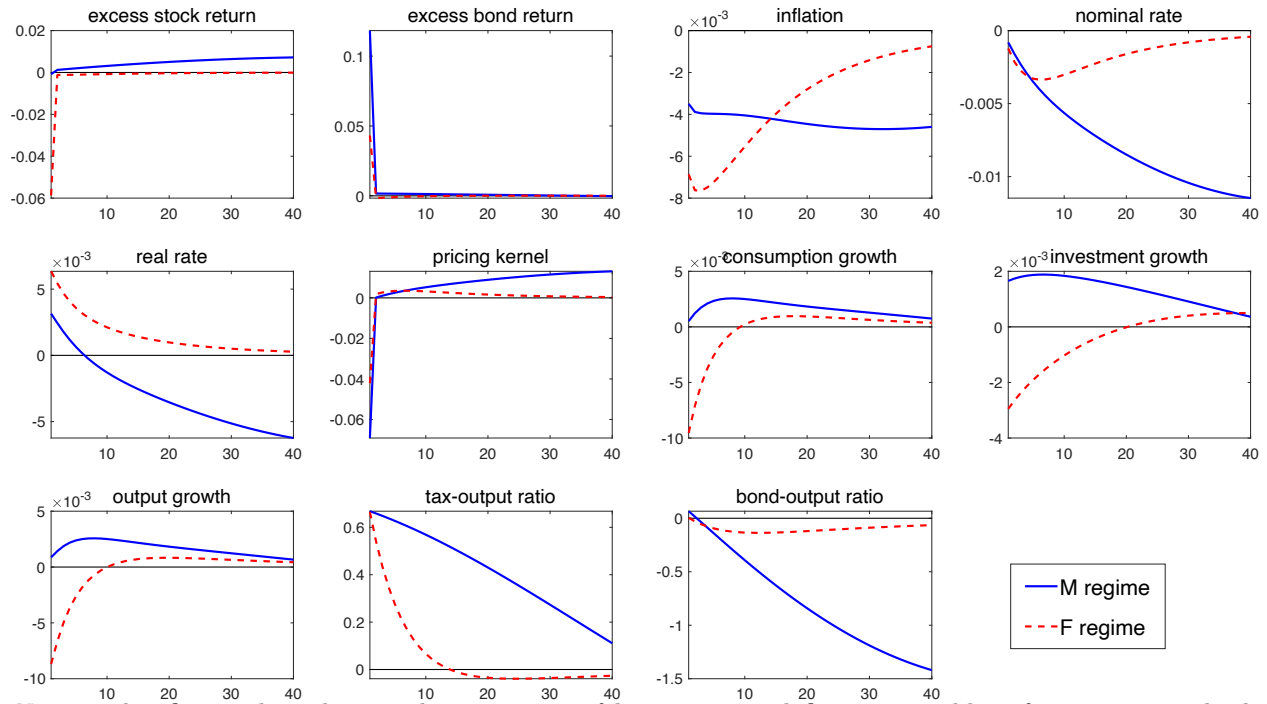 excess stock return
0.02
0
-0.02
-0.04
-0.06
10 20 30 40
excess bond return
0.1
0.05
0
10 20 30 40
inflation
×10⁻³
0
-2
-4
-6
-8
10 20 30 40
nominal rate
0
-0.005
-0.01
10 20 30 40
real rate
×10⁻³
5
0
-5
10 20 30 40
pricing kernel
0
-0.02
-0.04
-0.06
10 20 30 40
consumption growth
5
0
-5
-10
10 20 30 40
investment growth
×10⁻³
2
0
-2
-4
10 20 30 40
output growth
×10⁻³
5
0
-5
-10
10 20 30 40
tax-output ratio
0.6
0.4
0.2
0
10 20 30 40
bond-output ratio
0
-0.5
-1
-1.5
10 20 30 40
M regime
F regime